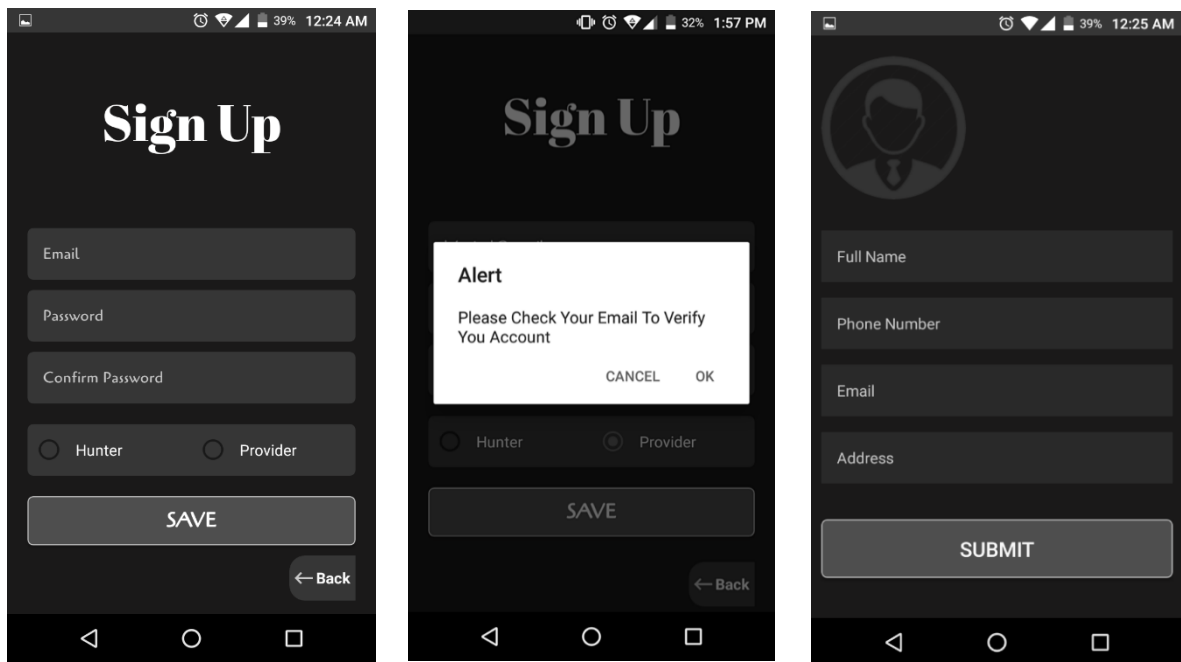 39% 12:24 AM
Sign Up
Email
Password
Confirm Password
Hunter Provider
SAVE
←Back
32% 1:57 PM
Sign Up
Alert
Please Check Your Email To Verify
You Account
CANCEL OK
Hunter Provider
SAVE
←Back
39% 12:25 AM
Full Name
Phone Number
Email
Address
SUBMIT